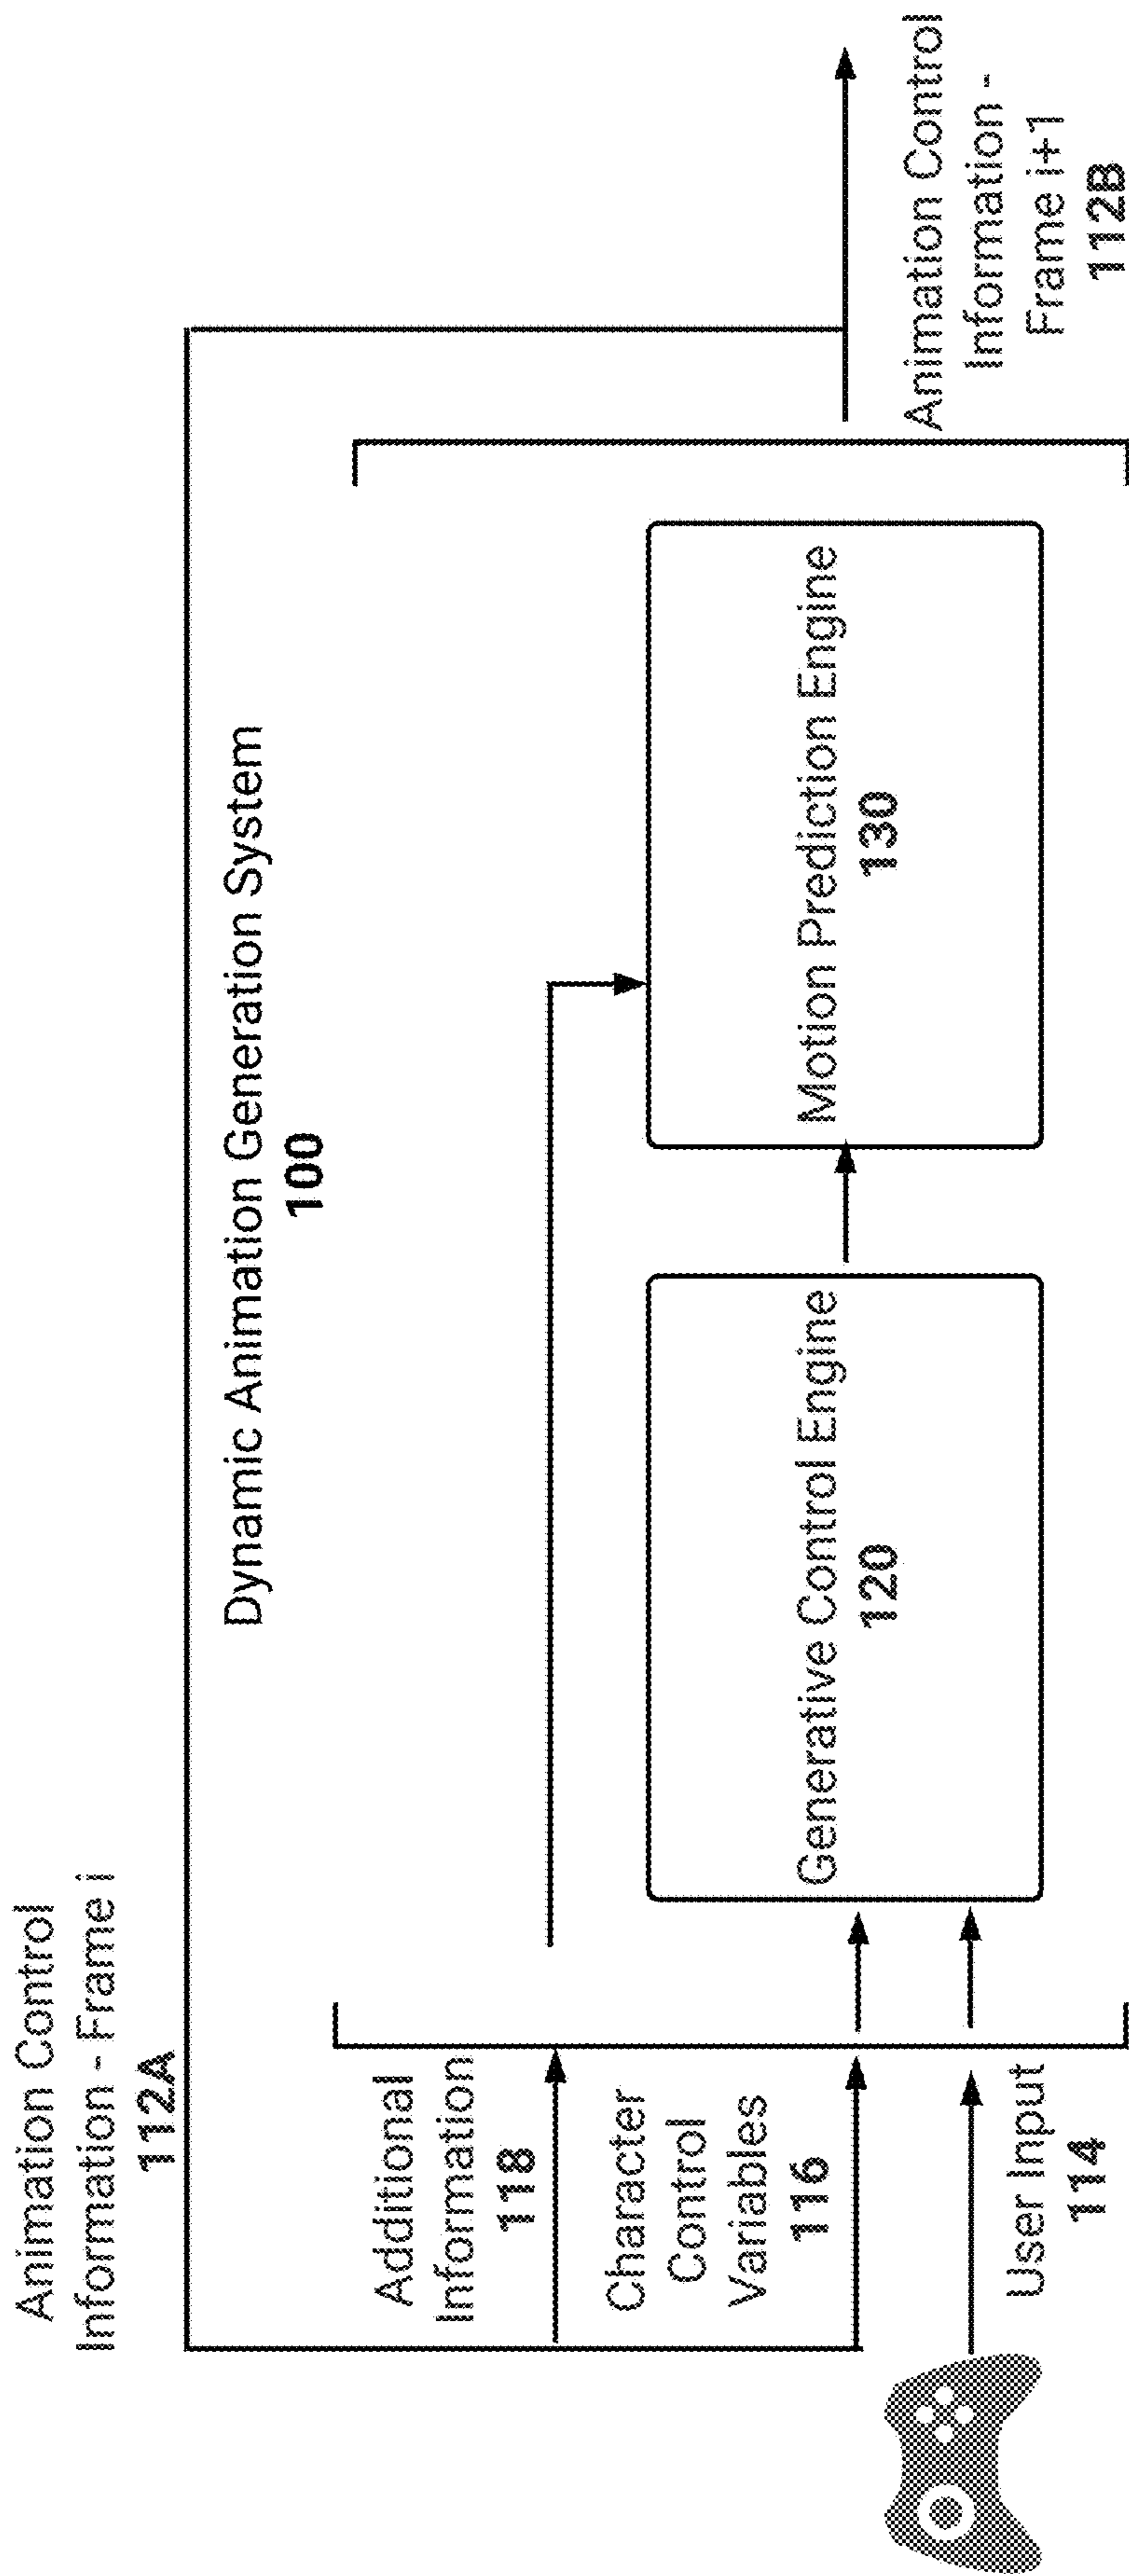 Animation Control
Information - Frame i
112A
Dynamic Animation Generation System
100
Additional
Information
118
Character
Control
Variables
116
User Input
114
Generative Control Engine
120
Motion Prediction Engine
130
Animation Control
Information -
Frame i+1
112B